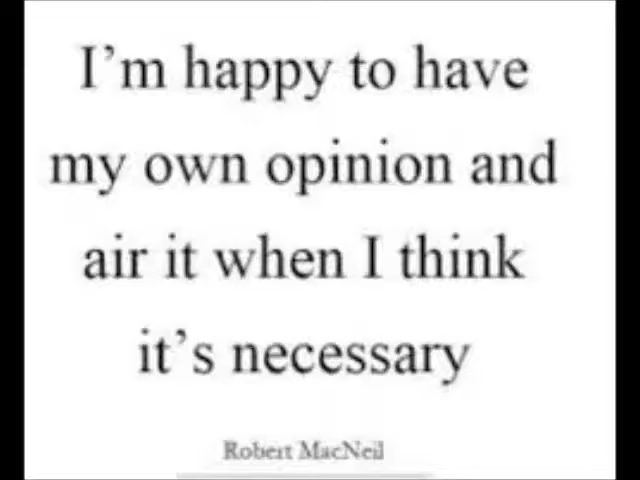 I'm happy to have
my own opinion and
air it when I think
it's necessary
Robert MacNeil